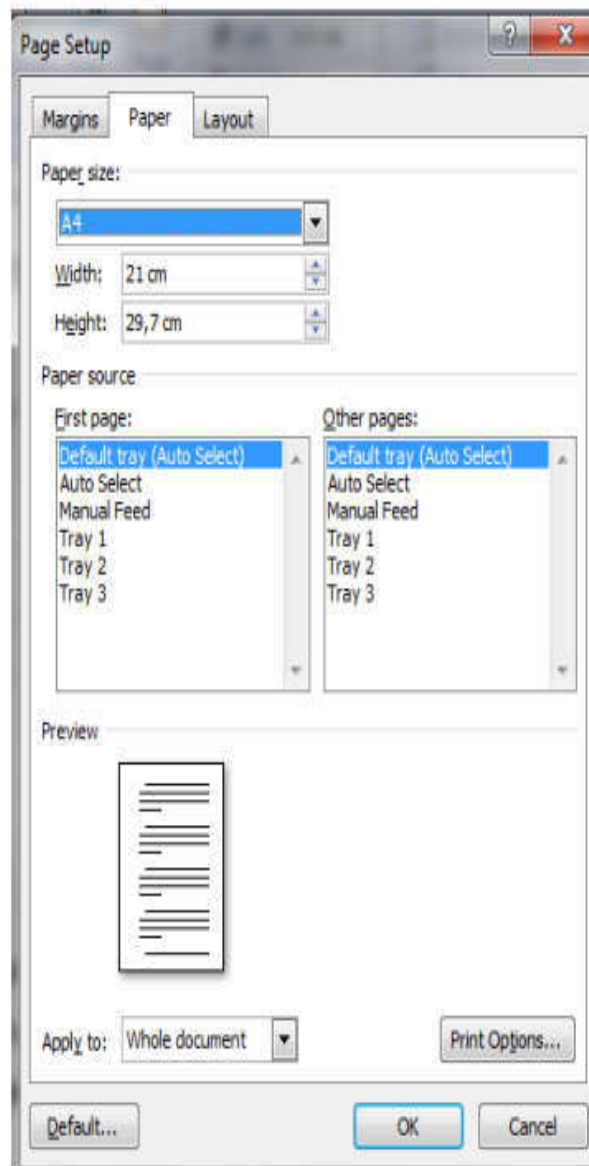 Page Setup
Margins Paper Layout
Paper size:
A4
Width: 21 cm
Height: 29,7 cm
Paper source
First page: Other pages:
Default tray (Auto Select) Default tray (Auto Select)
Auto Select Auto Select
Manual Feed Manual Feed
Tray 1 Tray 1
Tray 2 Tray 2
Tray 3 Tray 3
Preview
Apply to: Whole document Print Options...
Default... OK Cancel